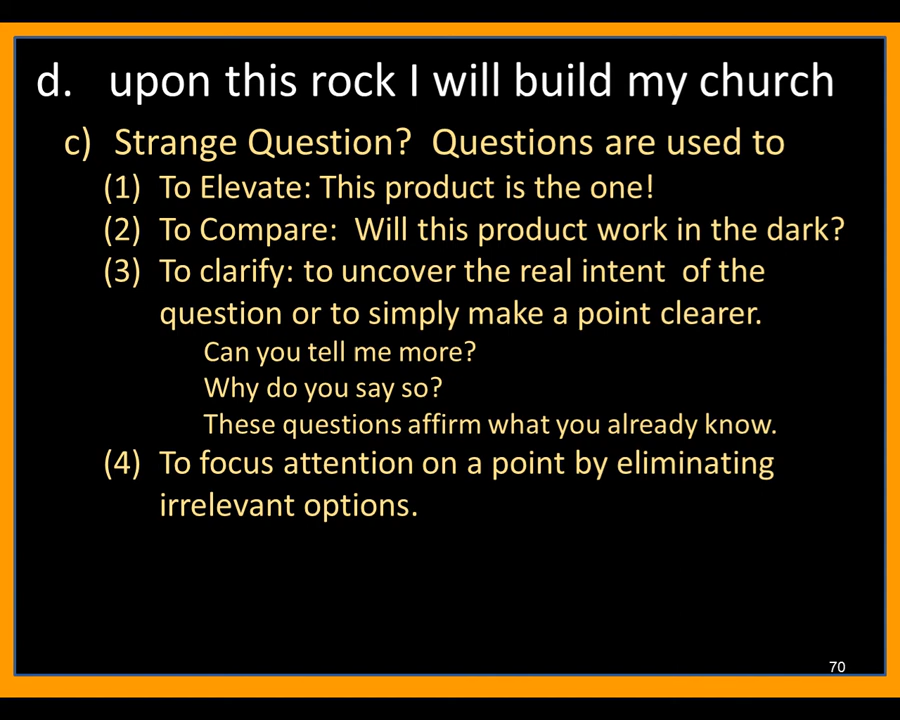 d. upon this rock I will build my church
c) Strange Question? Questions are used to
(1) To Elevate: This product is the one!
(2) To Compare: Will this product work in the dark?
(3) To clarify: to uncover the real intent of the
question or to simply make a point clearer.
Can you tell me more?
Why do you say so?
These questions affirm what you already know.
(4) To focus attention on a point by eliminating
irrelevant options.
70